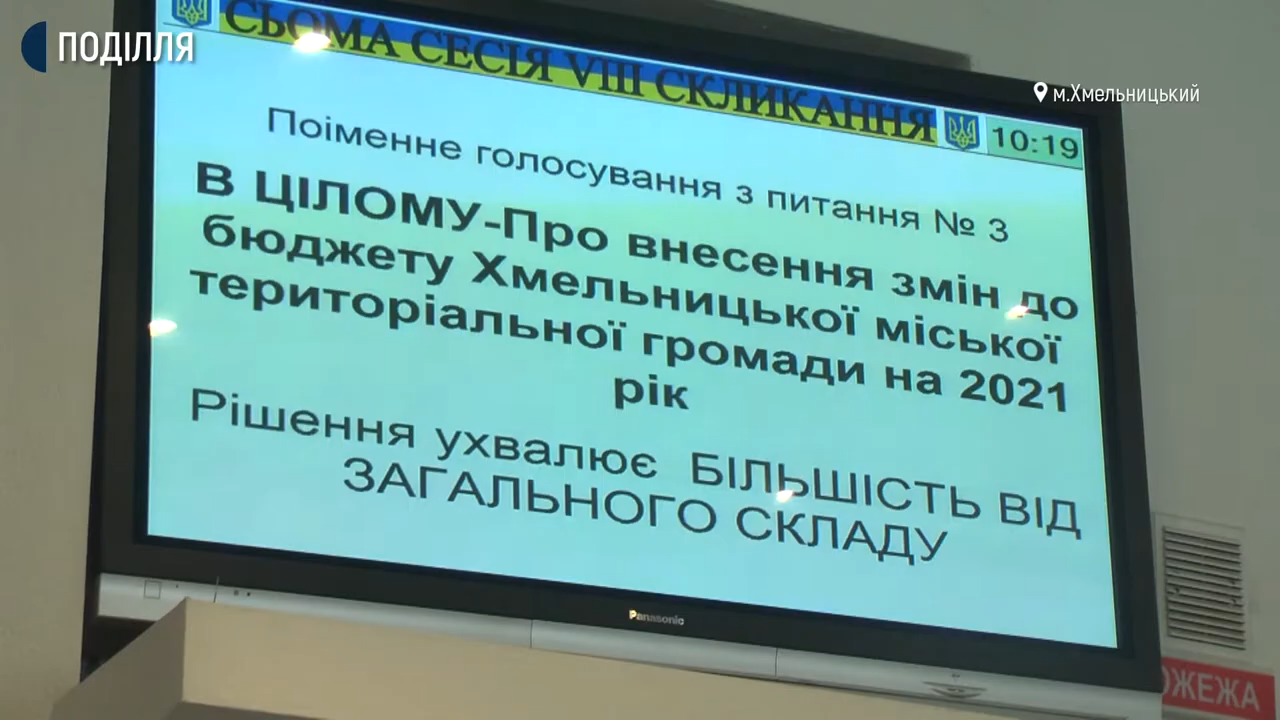 ПОДІЛЛЯ
м.Хмельницький
СЬОМА СЕСІЯ VIII СКЛИКАННЯ
10:19
Поіменне голосування з питання № 3
В ЦІЛОМУ-Про внесення змін до
бюджету Хмельницької міської
територіальної громади на 2021
рік
Рішення ухвалює БІЛЬШІСТЬ ВІД
ЗАГАЛЬНОГО СКЛАДУ
Panasonic
ОЖЕЖА